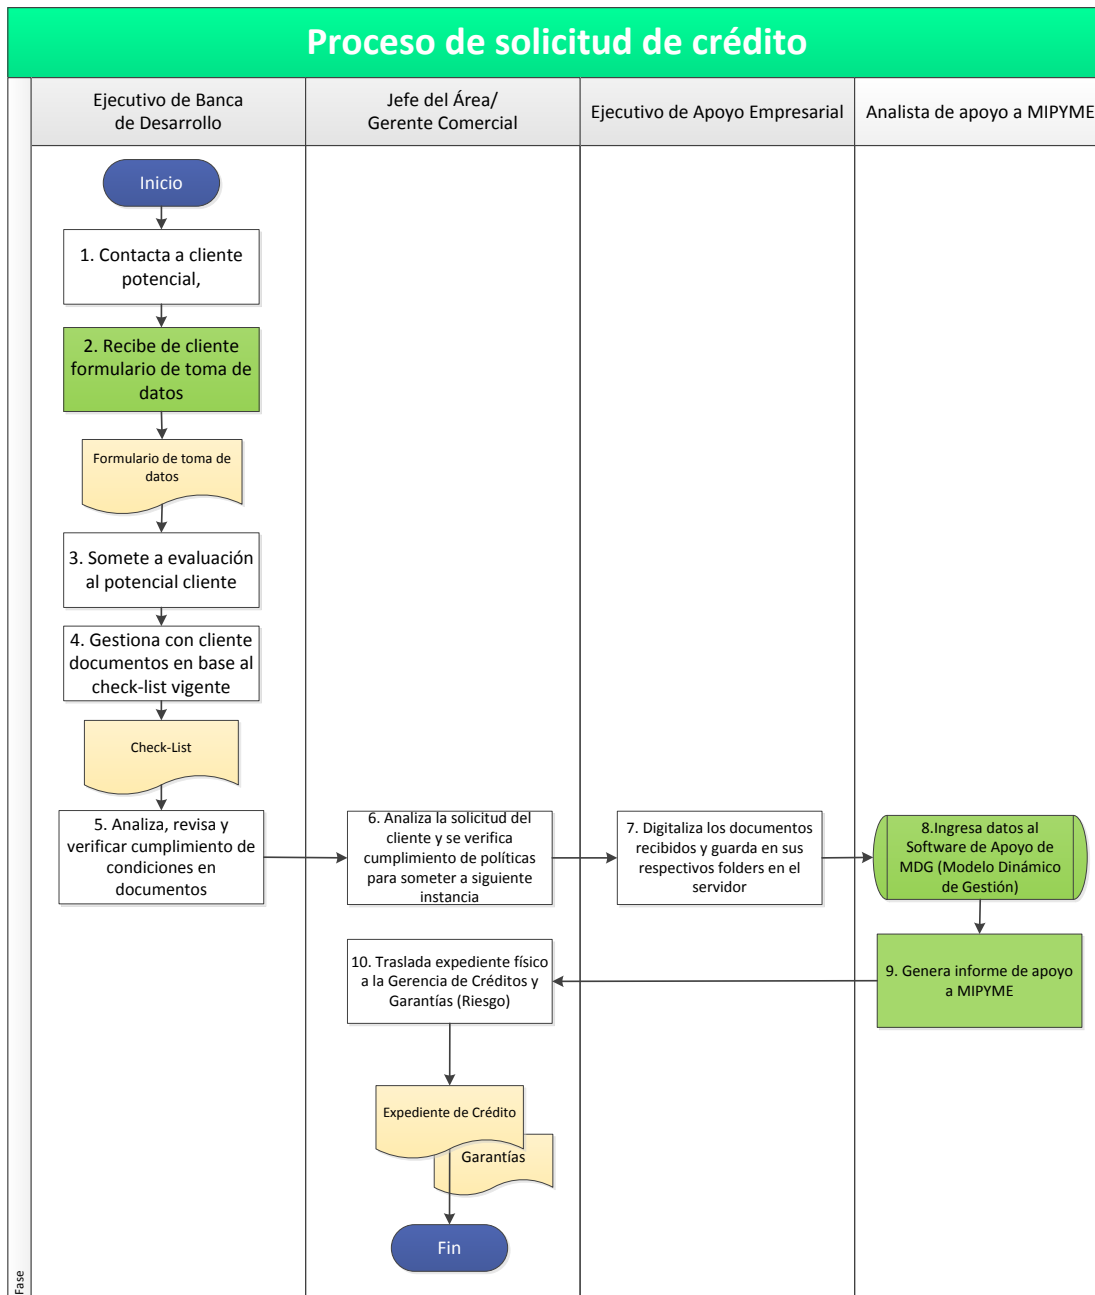 Proceso de solicitud de crédito
Ejecutivo de Banca
de Desarrollo
Jefe del Área/
Gerente Comercial
Ejecutivo de Apoyo Empresarial
Analista de apoyo a MIPYME
Inicio
1. Contacta a cliente
potencial,
2. Recibe de cliente
formulario de toma de
datos
Formulario de toma de
datos
3. Somete a evaluación
al potencial cliente
4. Gestiona con cliente
documentos en base al
check-list vigente
Check-List
5. Analiza, revisa y
verificar cumplimiento de
condiciones en
documentos
6. Analiza la solicitud del
cliente y se verifica
cumplimiento de políticas
para someter a siguiente
instancia
7. Digitaliza los documentos
recibidos y guarda en sus
respectivos folders en el
servidor
8.Ingresa datos al
Software de Apoyo de
MDG (Modelo Dinámico
de Gestión)
9. Genera informe de apoyo
a MIPYME
10. Traslada expediente físico
a la Gerencia de Créditos y
Garantías (Riesgo)
Expediente de Crédito
Garantías
Fin
Fase